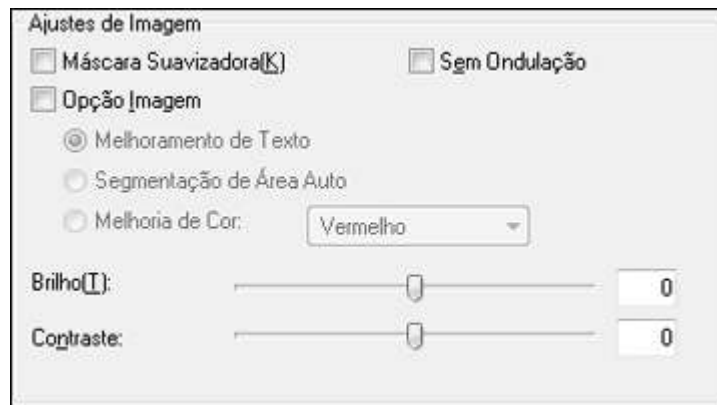 Ajustes de Imagem
Máscara Suavizadora(K) Sem Ondulação
Opção Imagem
Melhoramento de Texto
Segmentação de Área Auto
Melhoria de Cor: Vermelho
Brilho(T): 0
Contraste: 0